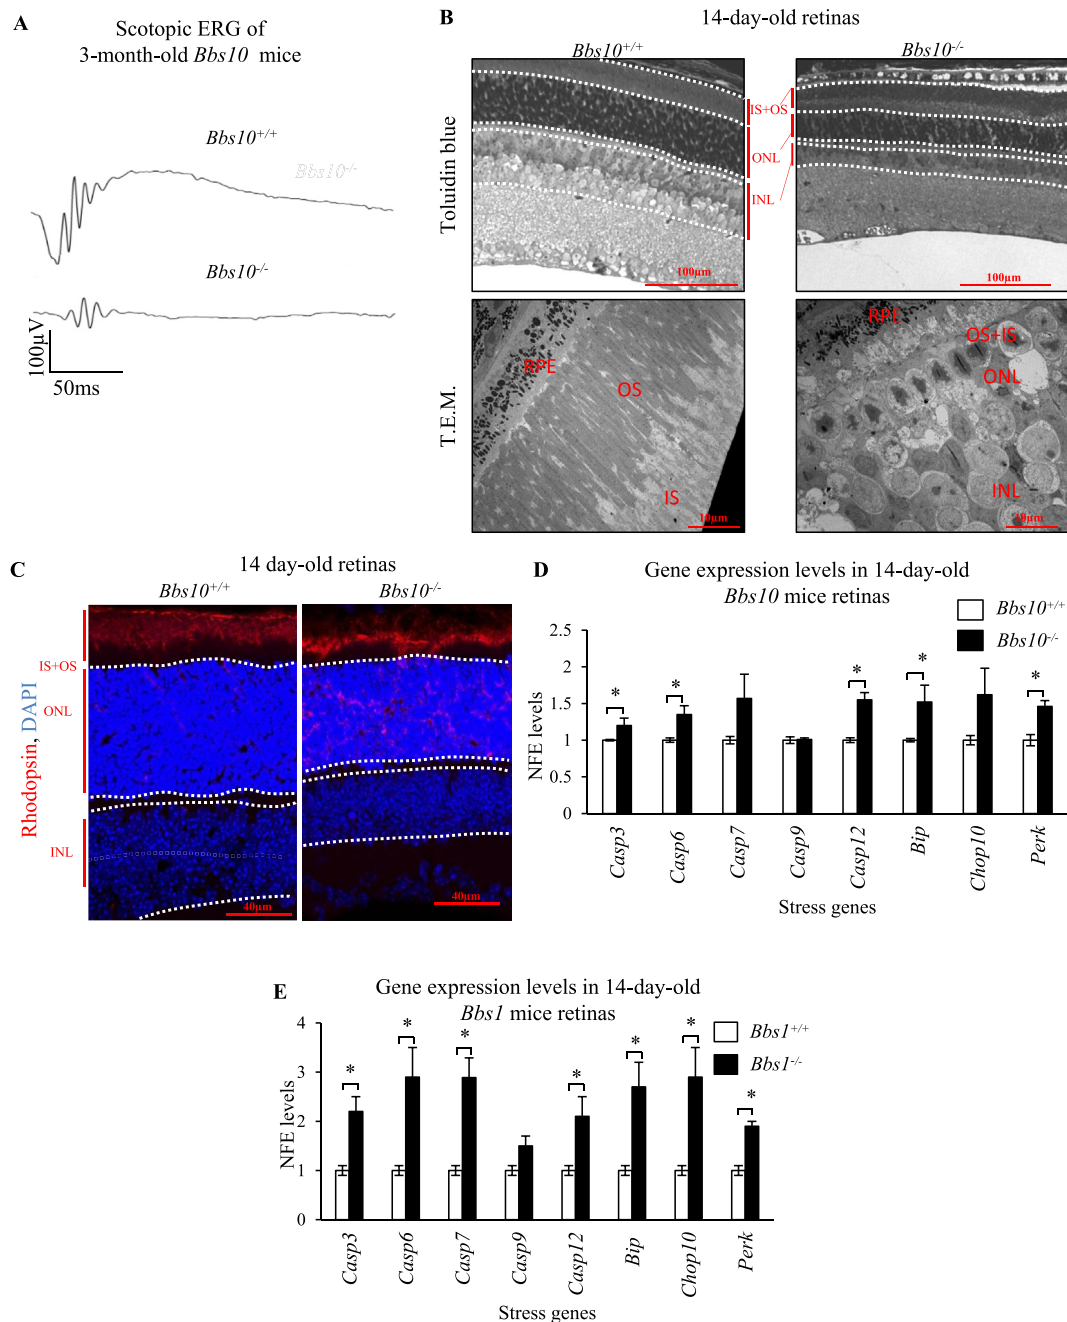 A
Scotopic ERG of
3-month-old Bbs10 mice
Bbs10+/+
Bbs10-/-
Bbs10-/-
100µV
50ms
B
14-day-old retinas
Bbs10+/+
Bbs10-/-
Toluidin blue
IS+OS
ONL
INL
100µm
100µm
T.E.M.
RPE
OS
IS
10µm
RPE
OS+IS
ONL
INL
10µm
C
14 day-old retinas
Bbs10+/+
Bbs10-/-
Rhodopsin, DAPI
IS+OS
ONL
INL
40µm
40µm
D
Gene expression levels in 14-day-old
Bbs10 mice retinas
Bbs10+/+
Bbs10-/-
NFE levels
2.5
2
1.5
1
0.5
0
* * * * *
Casp3 Casp6 Casp7 Casp9 Casp12 Bip Chop10 Perk
Stress genes
E
Gene expression levels in 14-day-old
Bbs1 mice retinas
Bbs1+/+
Bbs1-/-
NFE levels
4
3
2
1
0
* * * * * * *
Casp3 Casp6 Casp7 Casp9 Casp12 Bip Chop10 Perk
Stress genes